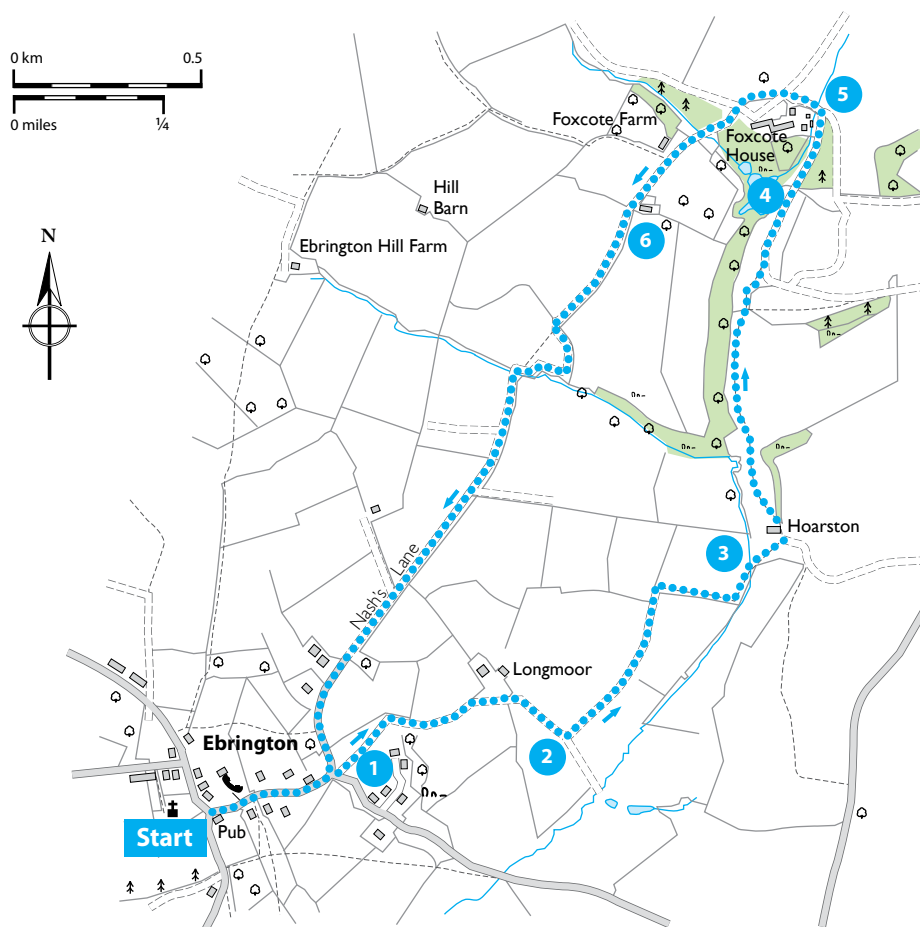 0 km 0.5
0 miles ¼
N
Foxcote Farm
Foxcote
House
5
4
Hill
Barn
6
Ebrington Hill Farm
Hoarston
3
Nash's Lane
Longmoor
Ebrington
1
2
Start
Pub